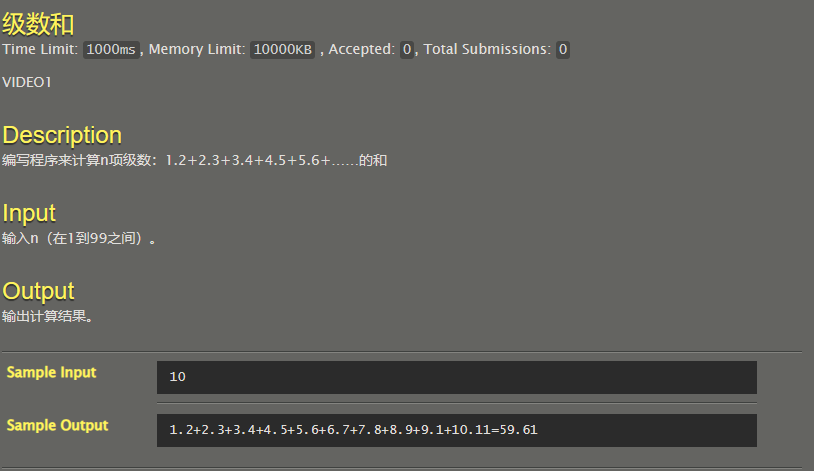 级数和
Time Limit: 1000ms, Memory Limit: 10000KB , Accepted: 0, Total Submissions: 0
VIDEO1
Description
编写程序来计算n项级数：1.2+2.3+3.4+4.5+5.6+……的和
Input
输入n（在1到99之间）。
Output
输出计算结果。
Sample Input
10
Sample Output
1.2+2.3+3.4+4.5+5.6+6.7+7.8+8.9+9.1+10.11=59.61